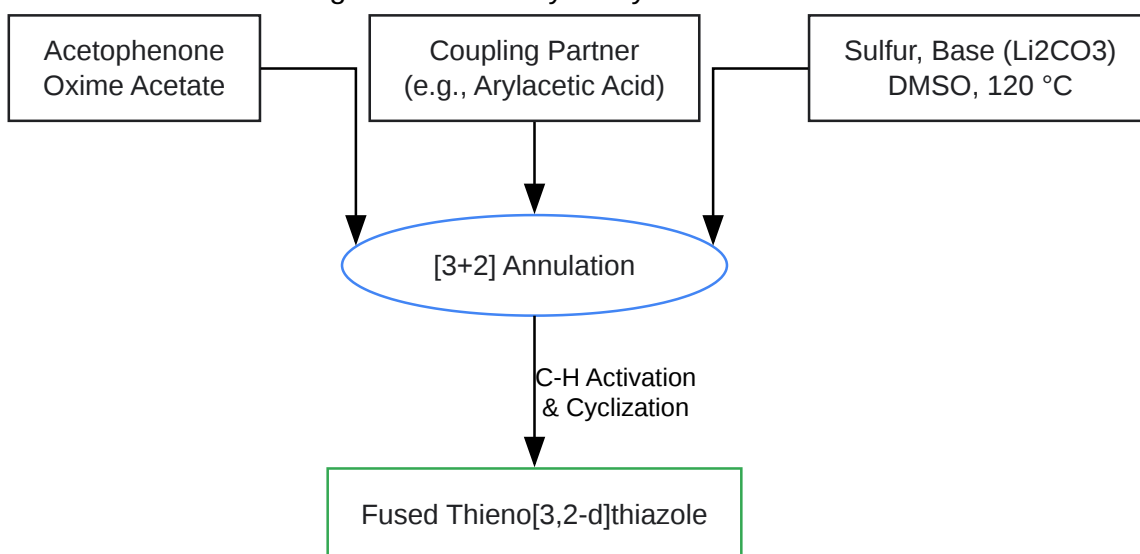 Acetophenone
Oxime Acetate
Coupling Partner
(e.g., Arylacetic Acid)
Sulfur, Base (Li2CO3)
DMSO, 120 °C
[3+2] Annulation
C-H Activation
& Cyclization
Fused Thieno[3,2-d]thiazole